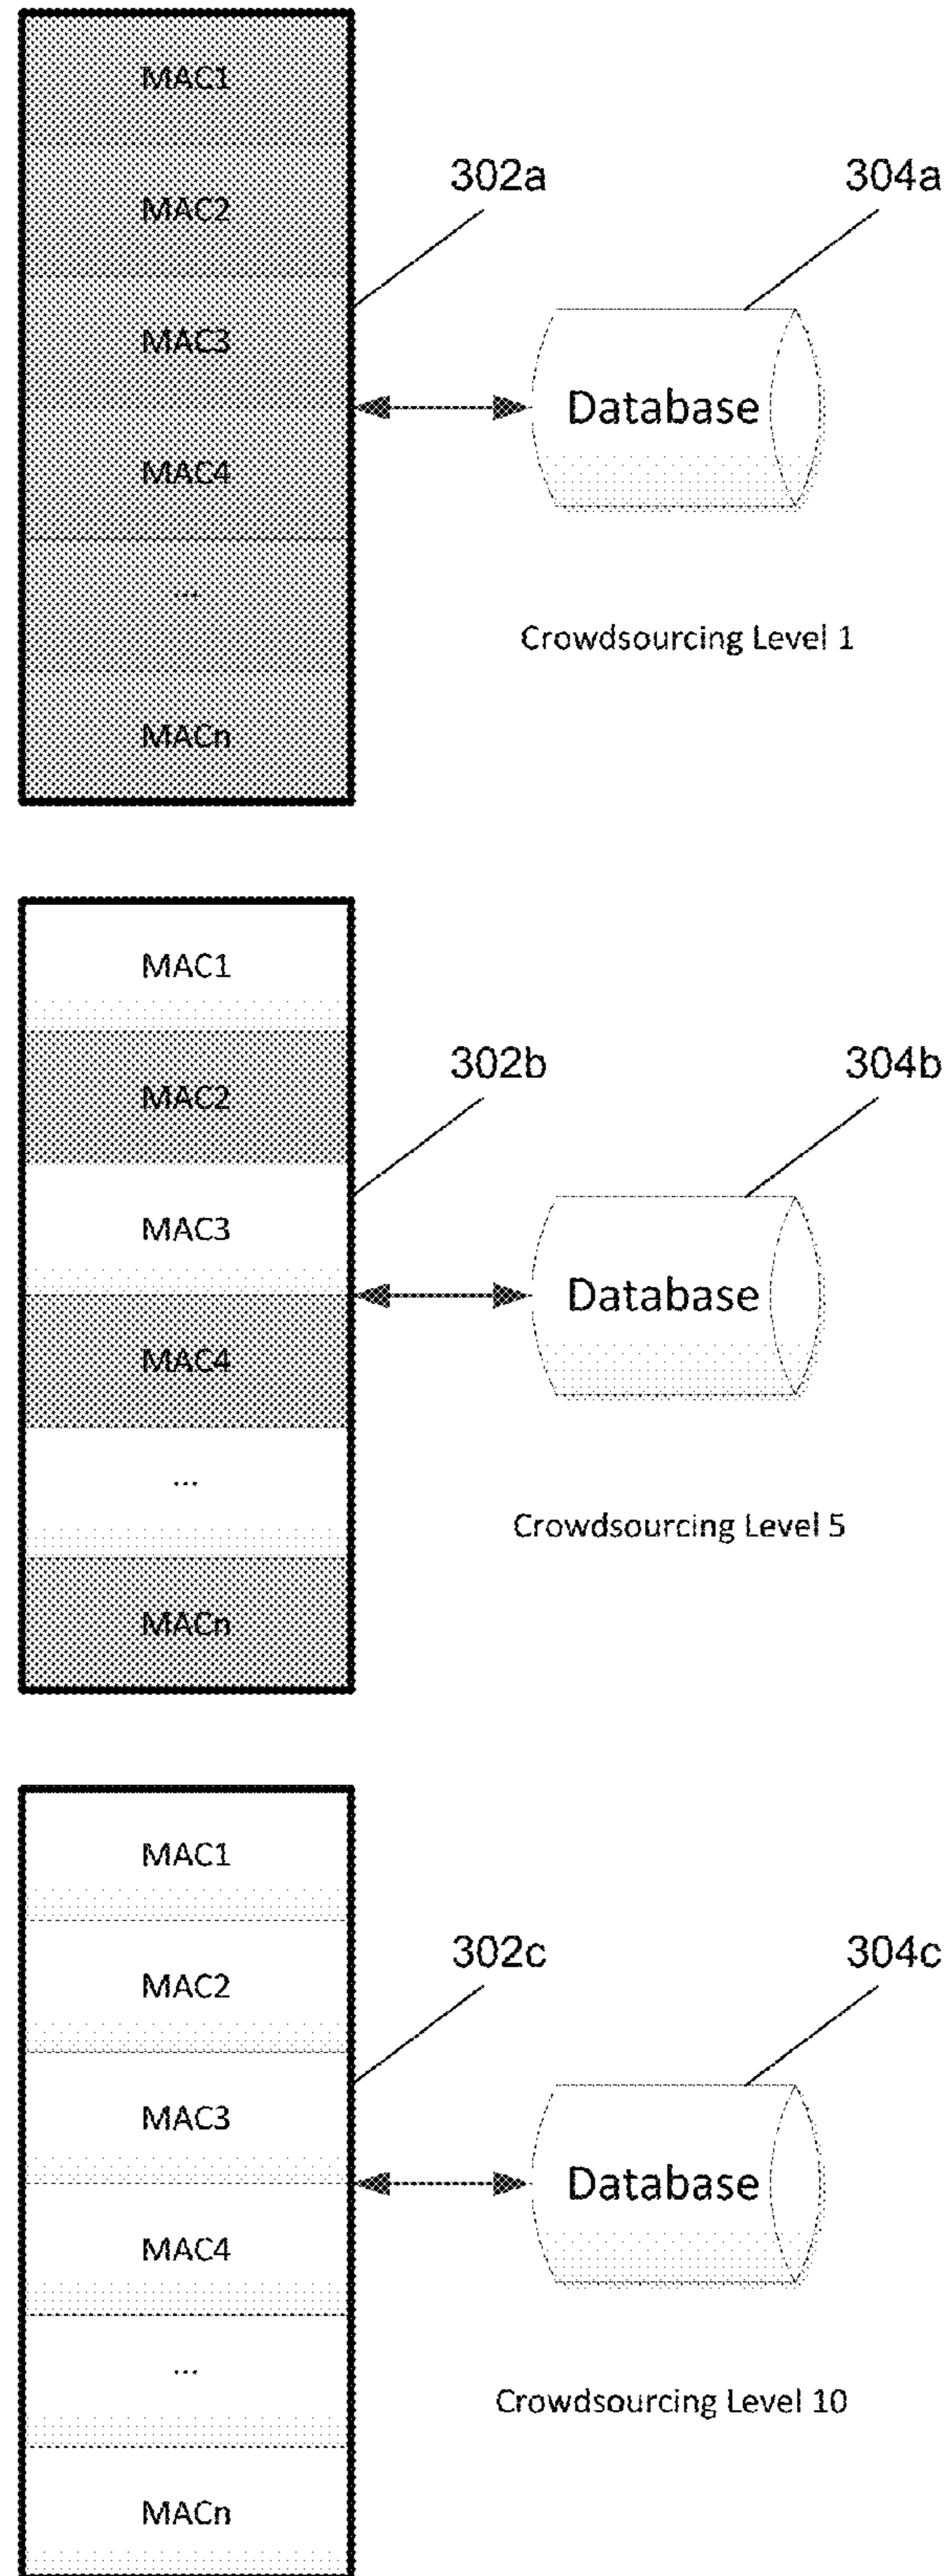 MAC1
MAC2
302a
304a
MAC3
Database
MAC4
...
Crowdsourcing Level 1
MACn
MAC1
302b
304b
MAC2
MAC3
Database
MAC4
...
Crowdsourcing Level 5
MACn
MAC1
302c
304c
MAC2
MAC3
Database
MAC4
...
Crowdsourcing Level 10
MACn